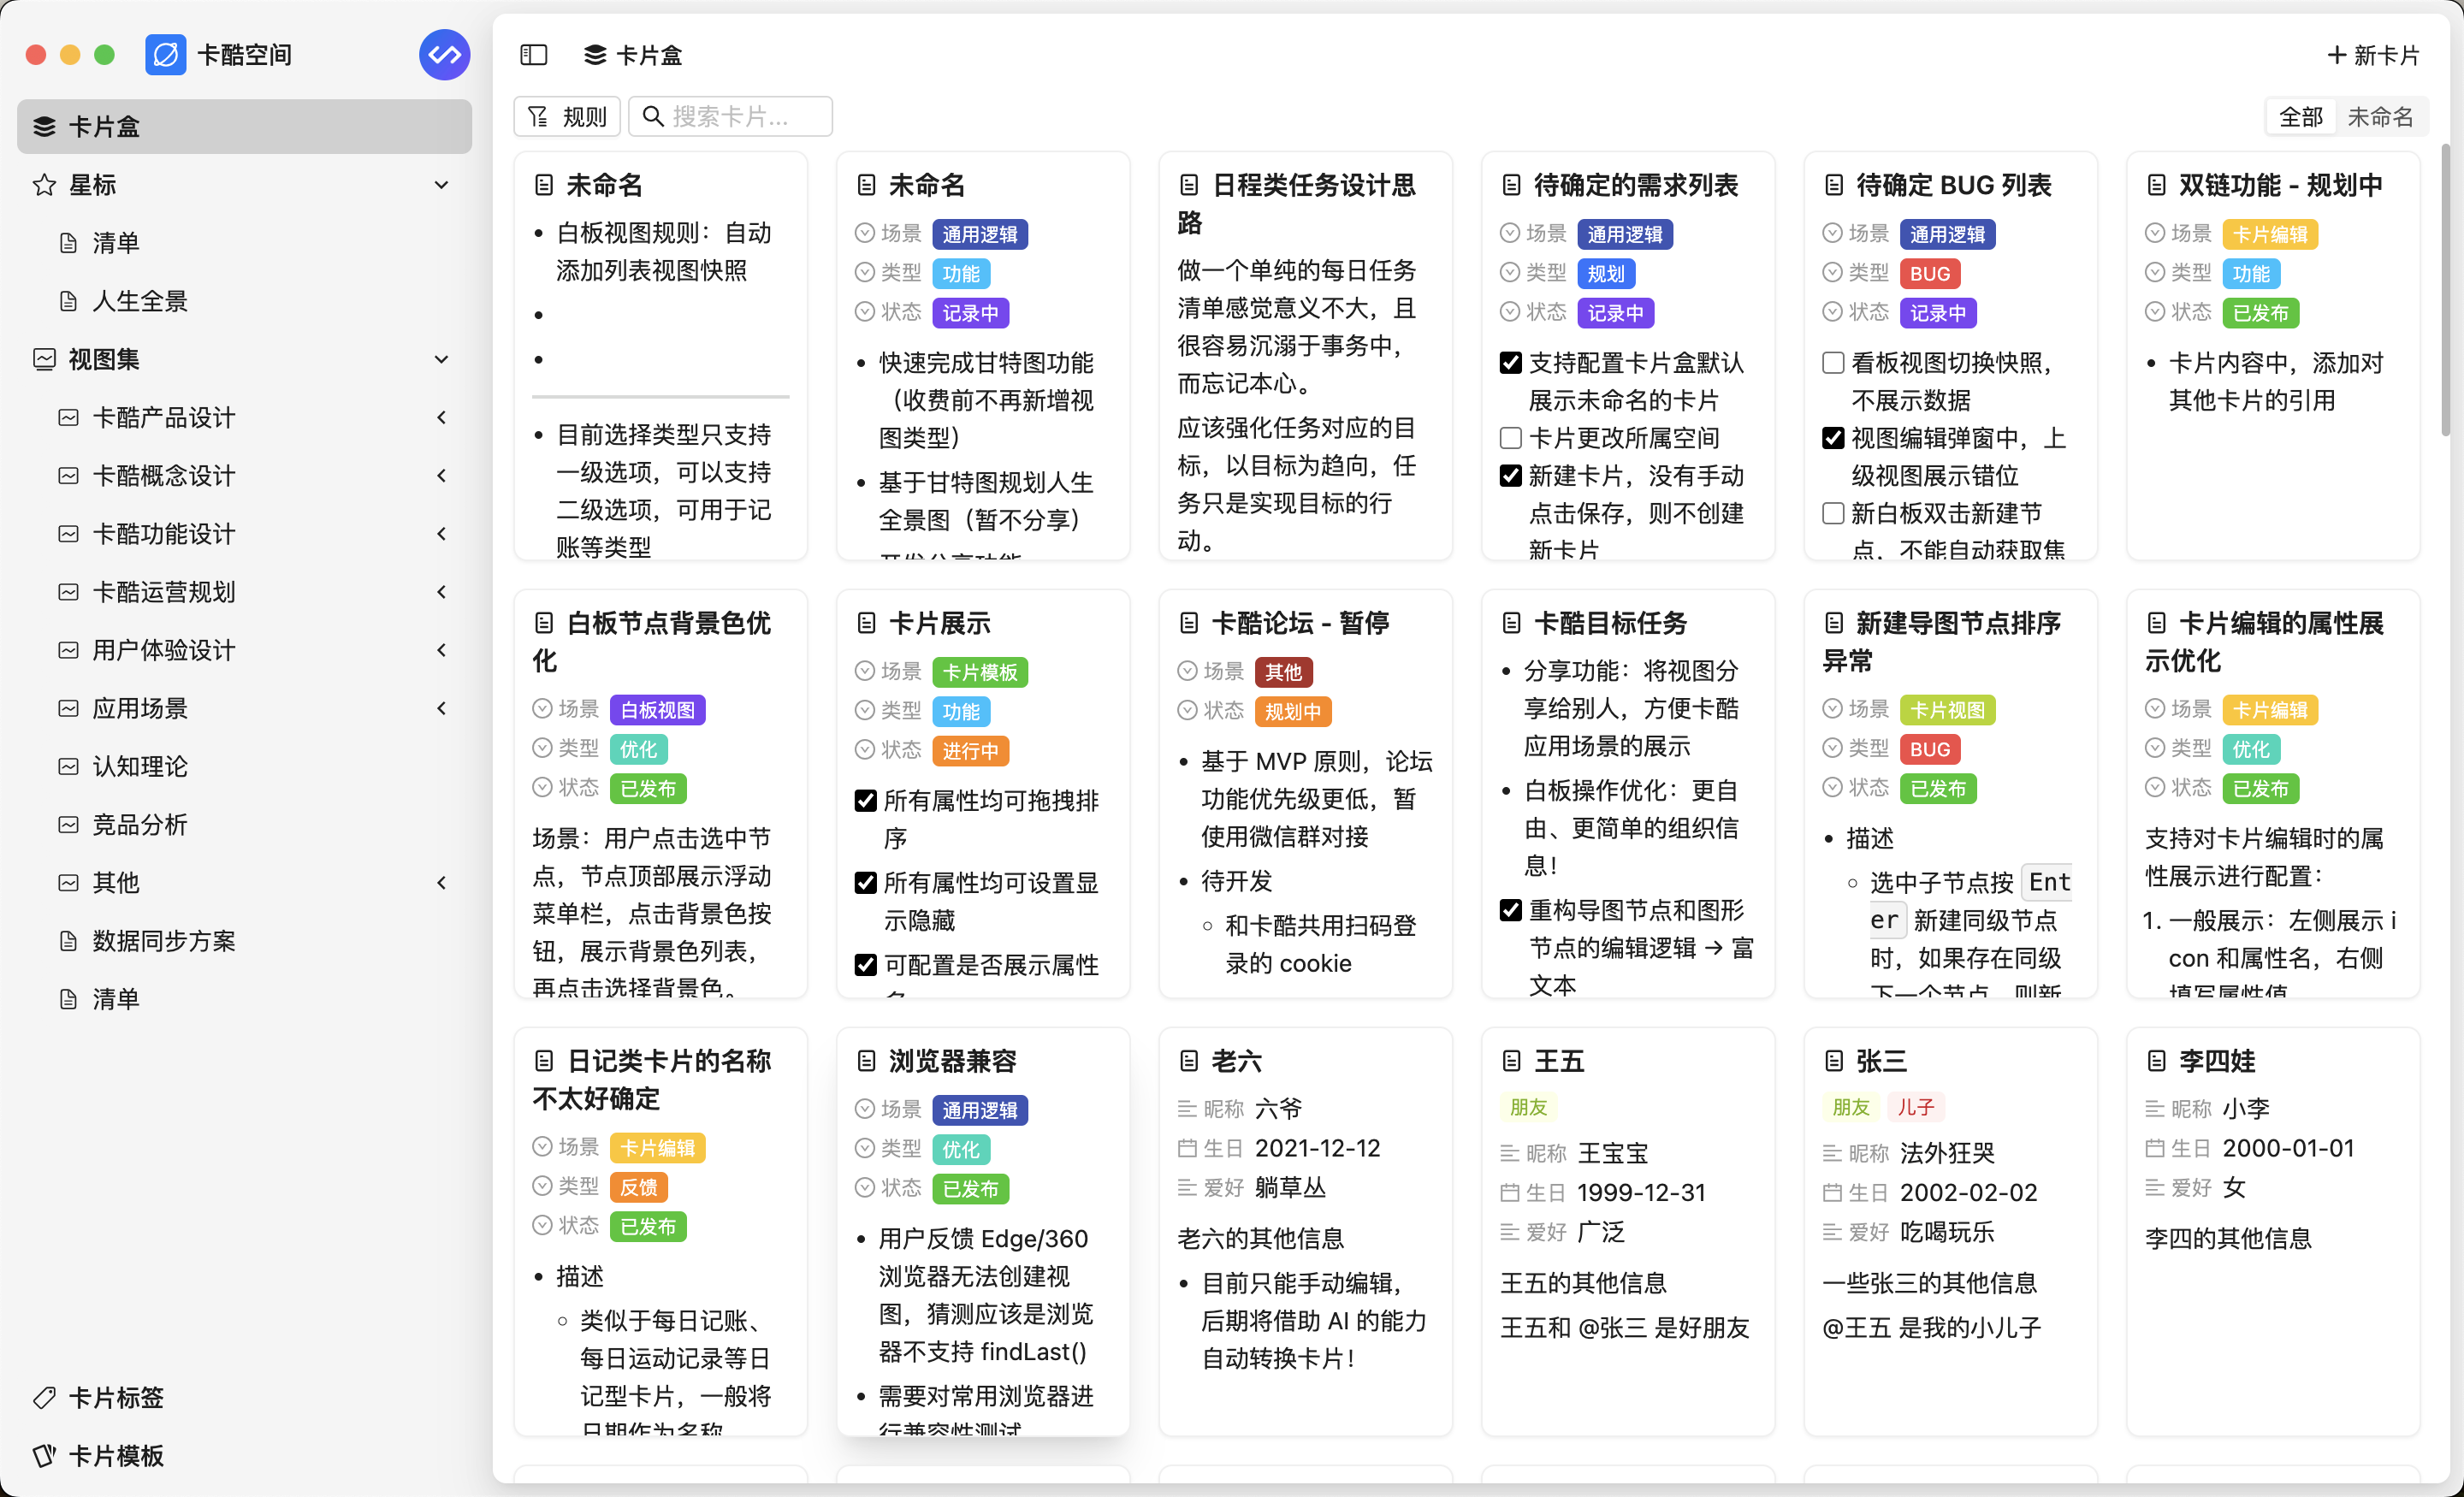 卡酷空间
卡片盒
星标
清单
人生全景
视图集
卡酷产品设计
卡酷概念设计
卡酷功能设计
卡酷运营规划
用户体验设计
应用场景
认知理论
竞品分析
其他
数据同步方案
清单
卡片标签
卡片模板
卡片盒
新卡片
规则
搜索卡片...
全部
未命名
未命名
白板视图规则：自动
添加列表视图快照
目前选择类型只支持
一级选项，可以支持
二级选项，可用于记
账等类型
未命名
场景 通用逻辑
类型 功能
状态 记录中
快速完成甘特图功能
（收费前不再新增视
图类型）
基于甘特图规划人生
全景图（暂不分享）
日程类任务设计思
路
做一个单纯的每日任务
清单感觉意义不大，且
很容易沉溺于事务中，
而忘记本心。
应该强化任务对应的目
标，以目标为趋向，任
务只是实现目标的行
动。
待确定的需求列表
场景 通用逻辑
类型 规划
状态 记录中
支持配置卡片盒默认
展示未命名的卡片
卡片更改所属空间
新建卡片，没有手动
点击保存，则不创建
新卡片
待确定 BUG 列表
场景 通用逻辑
类型 BUG
状态 记录中
看板视图切换快照，
不展示数据
视图编辑弹窗中，上
级视图展示错位
新白板双击新建节
点，不能自动获取焦
双链功能 - 规划中
场景 卡片编辑
类型 功能
状态 已发布
卡片内容中，添加对
其他卡片的引用
白板节点背景色优
化
场景 白板视图
类型 优化
状态 已发布
场景：用户点击选中节
点，节点顶部展示浮动
菜单栏，点击背景色按
钮，展示背景色列表，
再点击选择背景色。
卡片展示
场景 卡片模板
类型 功能
状态 进行中
所有属性均可拖拽排
序
所有属性均可设置显
示隐藏
可配置是否展示属性
卡酷论坛 - 暂停
场景 其他
状态 规划中
基于 MVP 原则，论坛
功能优先级更低，暂
使用微信群对接
待开发
和卡酷共用扫码登
录的 cookie
卡酷目标任务
分享功能：将视图分
享给别人，方便卡酷
应用场景的展示
白板操作优化：更自
由、更简单的组织信
息！
重构导图节点和图形
节点的编辑逻辑 → 富
文本
新建导图节点排序
异常
场景 卡片视图
类型 BUG
状态 已发布
描述
选中子节点按 Ent
er 新建同级节点
时，如果存在同级
下一个节点，则新
卡片编辑的属性展
示优化
场景 卡片编辑
类型 优化
状态 已发布
支持对卡片编辑时的属
性展示进行配置：
1. 一般展示：左侧展示 i
con 和属性名，右侧
填写属性值
日记类卡片的名称
不太好确定
场景 卡片编辑
类型 反馈
状态 已发布
描述
类似于每日记账、
每日运动记录等日
记型卡片，一般将
日期作为名称
浏览器兼容
场景 通用逻辑
类型 优化
状态 已发布
用户反馈 Edge/360
浏览器无法创建视
图，猜测应该是浏览
器不支持 findLast()
需要对常用浏览器进
行兼容性测试
老六
昵称 六爷
生日 2021-12-12
爱好 躺草丛
老六的其他信息
目前只能手动编辑，
后期将借助 AI 的能力
自动转换卡片！
王五
朋友
昵称 王宝宝
生日 1999-12-31
爱好 广泛
王五的其他信息
王五和 @张三 是好朋友
张三
朋友 儿子
昵称 法外狂哭
生日 2002-02-02
爱好 吃喝玩乐
一些张三的其他信息
@王五 是我的小儿子
李四娃
昵称 小李
生日 2000-01-01
爱好 女
李四的其他信息